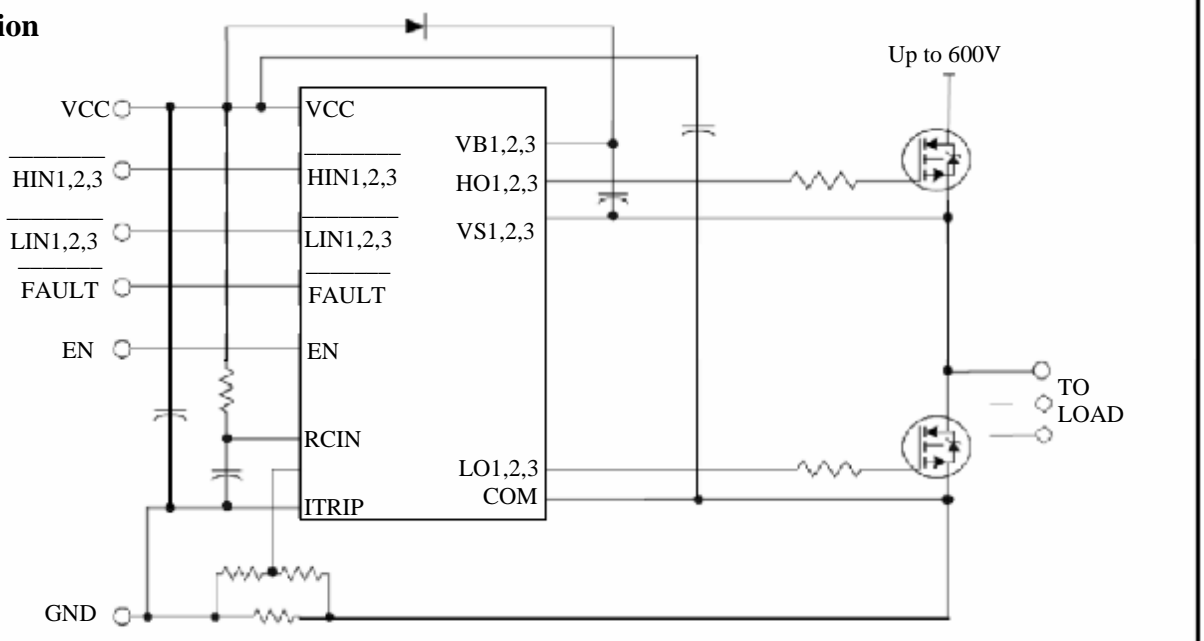 ion
Up to 600V
VCC
HIN1,2,3
LIN1,2,3
FAULT
EN
GND
VCC
HIN1,2,3
LIN1,2,3
FAULT
EN
RCIN
ITRIP
VB1,2,3
HO1,2,3
VS1,2,3
LO1,2,3
COM
TO
LOAD